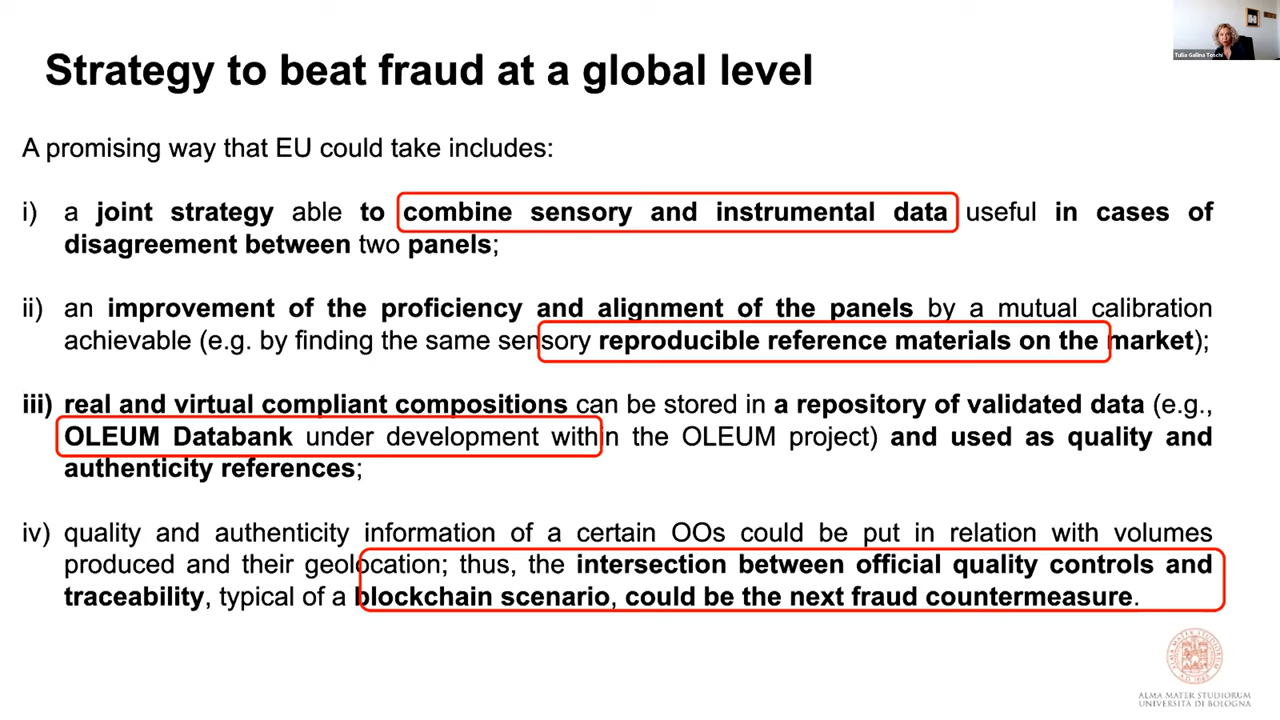 Tullia Gallina Toschi
Strategy to beat fraud at a global level
A promising way that EU could take includes:
i) a joint strategy able to combine sensory and instrumental data useful in cases of
disagreement between two panels;
ii) an improvement of the proficiency and alignment of the panels by a mutual calibration
achievable (e.g. by finding the same sensory reproducible reference materials on the market);
iii) real and virtual compliant compositions can be stored in a repository of validated data (e.g.,
OLEUM Databank under development within the OLEUM project) and used as quality and
authenticity references;
iv) quality and authenticity information of a certain OOs could be put in relation with volumes
produced and their geolocation; thus, the intersection between official quality controls and
traceability, typical of a blockchain scenario, could be the next fraud countermeasure.
ALMA MATER STUDIORUM
UNIVERSITÀ DI BOLOGNA